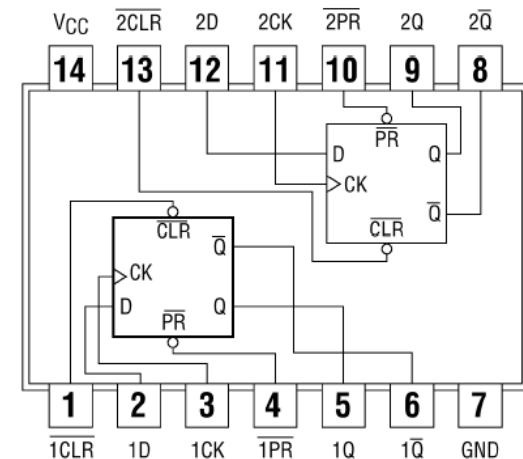 VCC 2CLR 2D 2CK 2PR 2Q 2Q̅
14 13 12 11 10 9 8
PR
D Q
CK
CLR Q̅
CLR
Q̅
CK
D Q
PR
1 2 3 4 5 6 7
1CLR 1D 1CK 1PR 1Q 1Q̅ GND